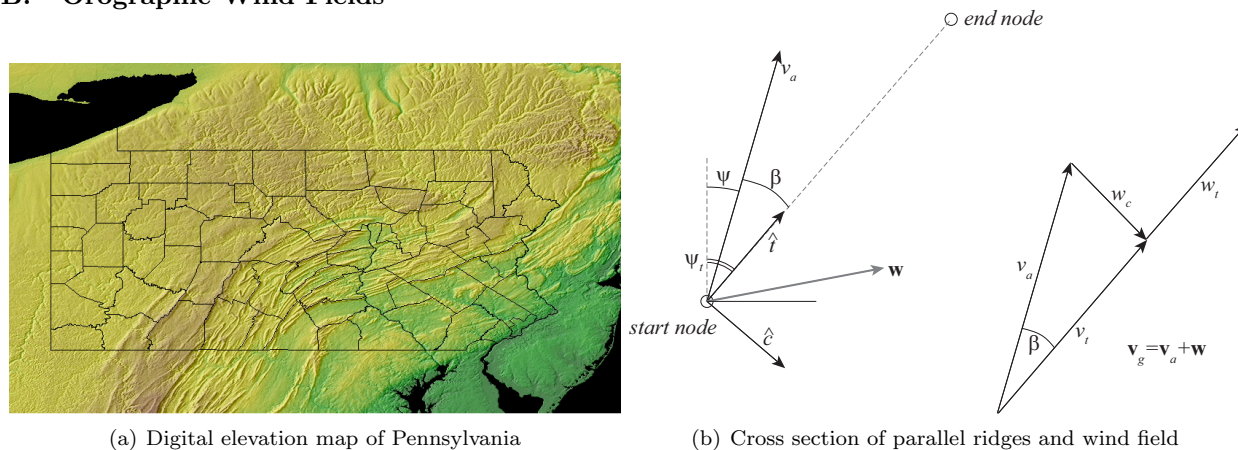 B. Orographic Wind Fields
end node
v_a
ψ
β
t̂
ψ_t
w
start node
ĉ
w_t
w_c
v_a
v_t
β
v_g=v_a+w
(a) Digital elevation map of Pennsylvania
(b) Cross section of parallel ridges and wind field